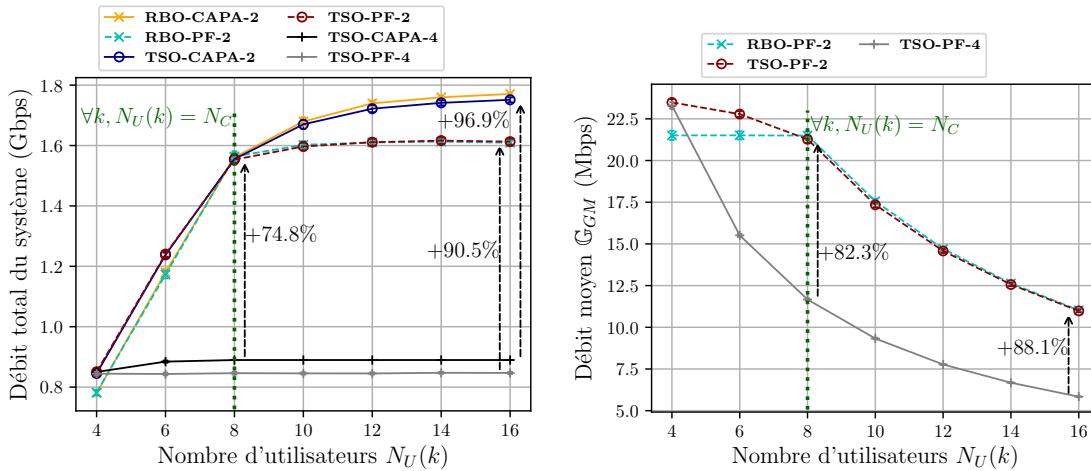 RBO-CAPA-2
RBO-PF-2
TSO-CAPA-2
TSO-PF-2
TSO-CAPA-4
TSO-PF-4
Débit total du système (Gbps)
1.8
1.6
1.4
1.2
1.0
0.8
∀k, N_U(k) = N_C
+96.9%
+74.8%
+90.5%
4 6 8 10 12 14 16
Nombre d'utilisateurs N_U(k)
RBO-PF-2
TSO-PF-2
TSO-PF-4
Débit moyen 𝔾_GM (Mbps)
22.5
20.0
17.5
15.0
12.5
10.0
7.5
5.0
∀k, N_U(k) = N_C
+82.3%
+88.1%
4 6 8 10 12 14 16
Nombre d'utilisateurs N_U(k)